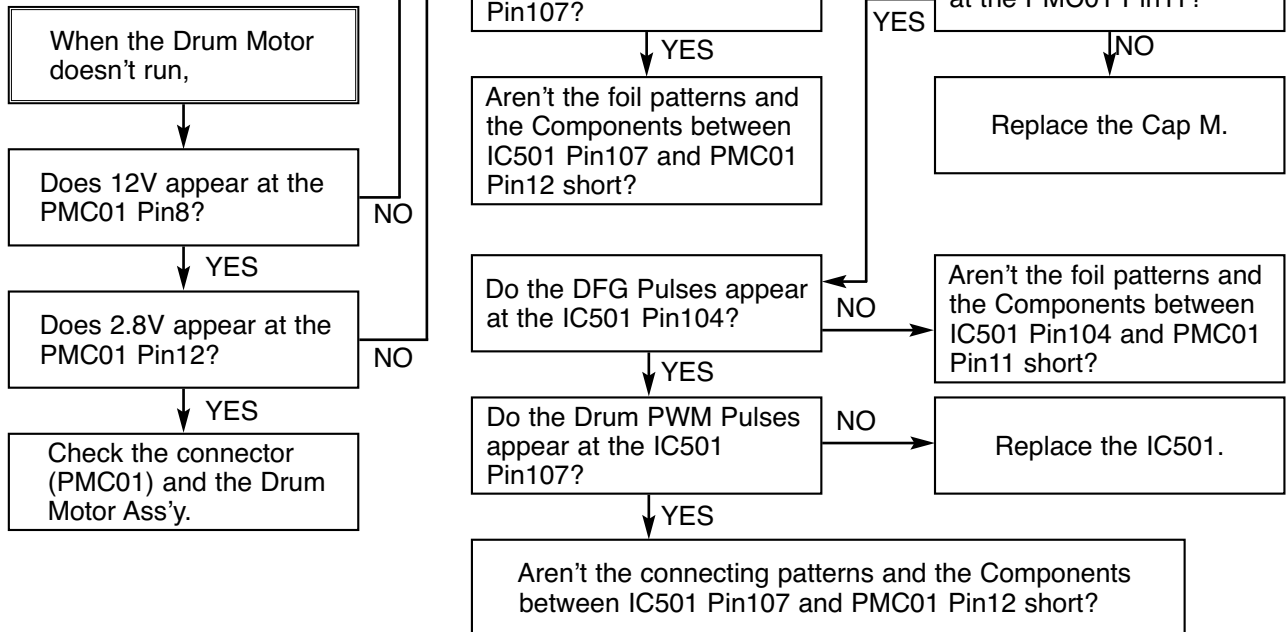 When the Drum Motor
doesn't run,
Does 12V appear at the
PMC01 Pin8?
NO
YES
Does 2.8V appear at the
PMC01 Pin12?
NO
YES
Check the connector
(PMC01) and the Drum
Motor Ass'y.
Pin107?
YES
Aren't the foil patterns and
the Components between
IC501 Pin107 and PMC01
Pin12 short?
YES
at the PMC01 Pin11?
NO
Replace the Cap M.
Do the DFG Pulses appear
at the IC501 Pin104?
NO
Aren't the foil patterns and
the Components between
IC501 Pin104 and PMC01
Pin11 short?
YES
Do the Drum PWM Pulses
appear at the IC501
Pin107?
NO
Replace the IC501.
YES
Aren't the connecting patterns and the Components
between IC501 Pin107 and PMC01 Pin12 short?